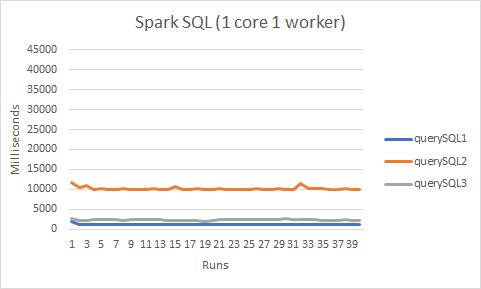 Spark SQL (1 core 1 worker)
45000
40000
35000
30000
25000
20000
15000
10000
5000
0
Milliseconds
1 3 5 7 9 11 13 15 17 19 21 23 25 27 29 31 33 35 37 39
Runs
querySQL1
querySQL2
querySQL3